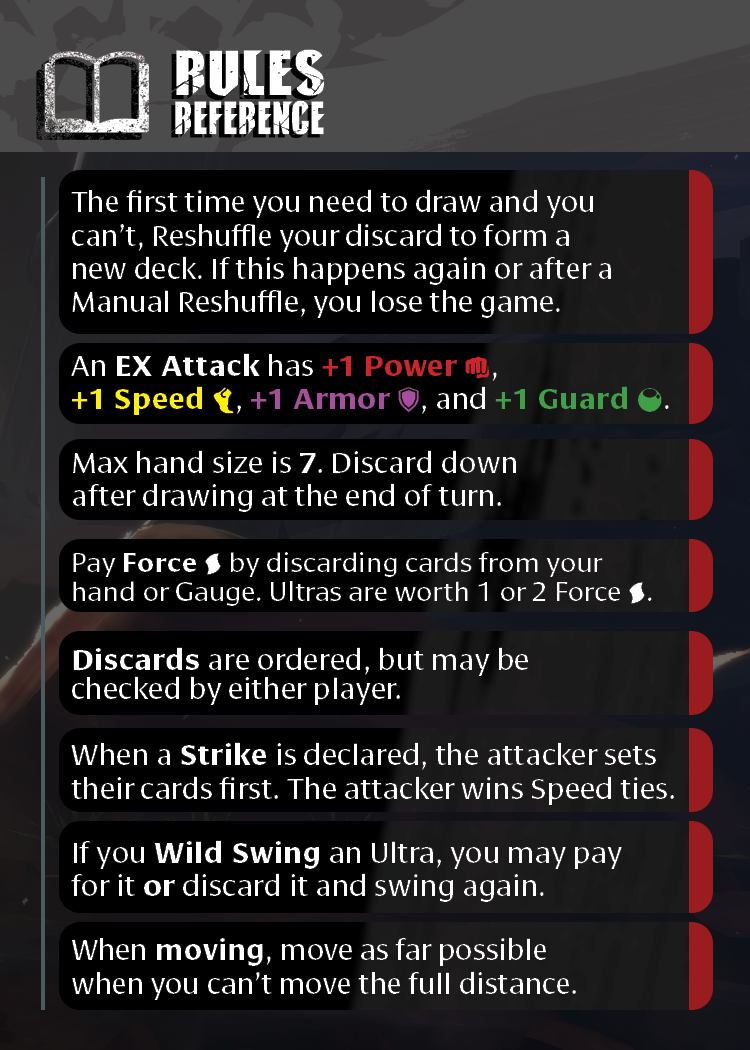 RULES
REFERENCE
The first time you need to draw and you
can't, Reshuffle your discard to form a
new deck. If this happens again or after a
Manual Reshuffle, you lose the game.
An EX Attack has +1 Power ,
+1 Speed , +1 Armor , and +1 Guard .
Max hand size is 7. Discard down
after drawing at the end of turn.
Pay Force by discarding cards from your
hand or Gauge. Ultras are worth 1 or 2 Force .
Discards are ordered, but may be
checked by either player.
When a Strike is declared, the attacker sets
their cards first. The attacker wins Speed ties.
If you Wild Swing an Ultra, you may pay
for it or discard it and swing again.
When moving, move as far possible
when you can't move the full distance.